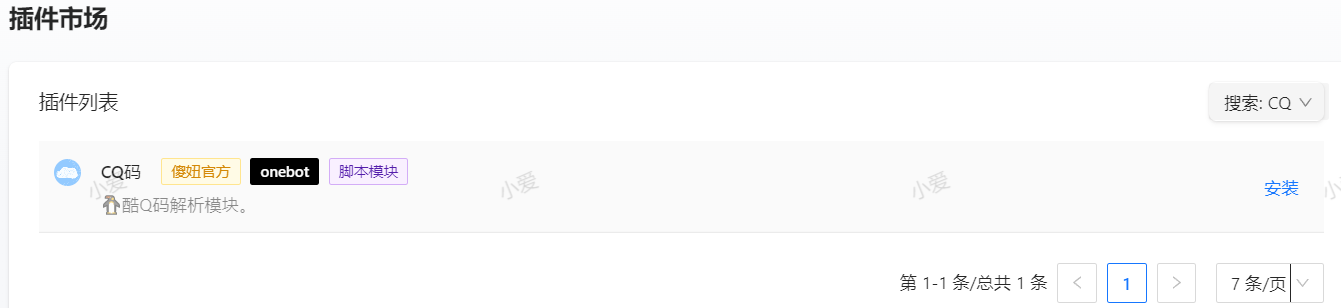 插件市场
插件列表
搜索: CQ
CQ码 傻妞官方 onebot 脚本模块
酷Q码解析模块。
安装
小爱 小爱 小爱 小
第 1-1 条/总共 1 条 1 7 条/页